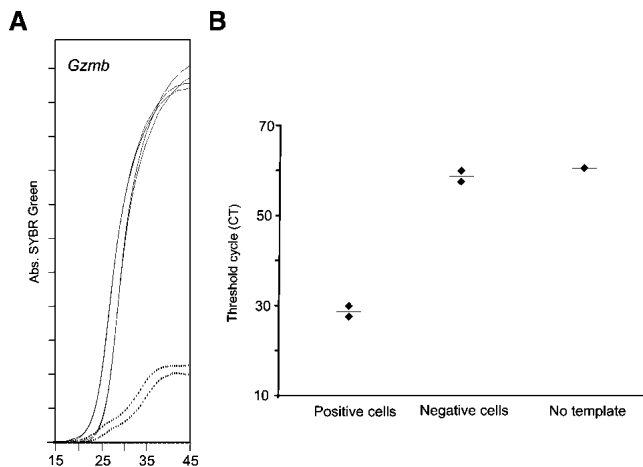 A
Gzmb
Abs. SYBR Green
15 25 35 45
B
Threshold cycle (CT)
70
50
30
10
Positive cells Negative cells No template